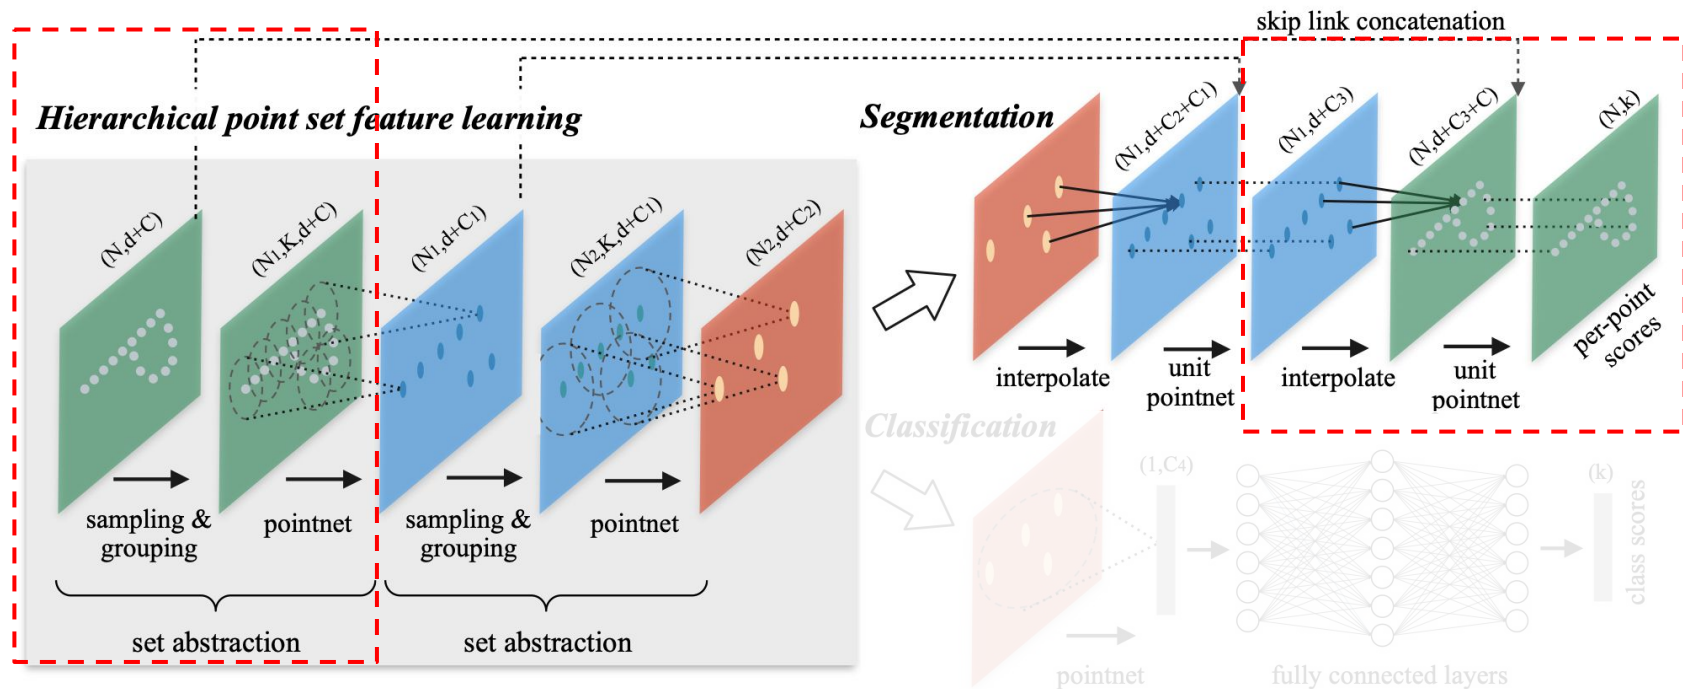 skip link concatenation
Hierarchical point set feature learning
Segmentation
(N,d+C)
(N1,K,d+C)
(N1,d+C1)
(N2,K,d+C1)
(N2,d+C2)
(N1,d+C2+C1)
(N1,d+C3)
(N,d+C3+C)
(N,k)
sampling &
grouping
pointnet
sampling &
grouping
pointnet
set abstraction
set abstraction
interpolate
unit
pointnet
interpolate
unit
pointnet
per-point
scores
Classification
(1,C4)
(k)
class scores
pointnet
fully connected layers